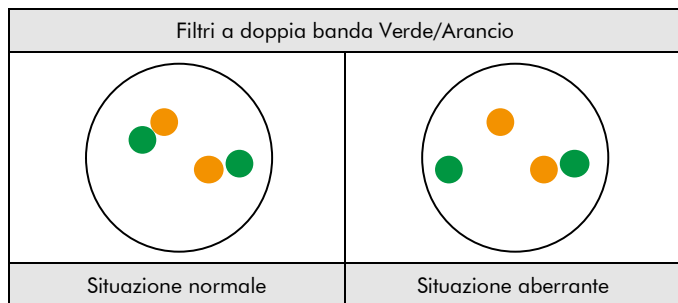 Filtri a doppia banda Verde/Arancio
Situazione normale
Situazione aberrante